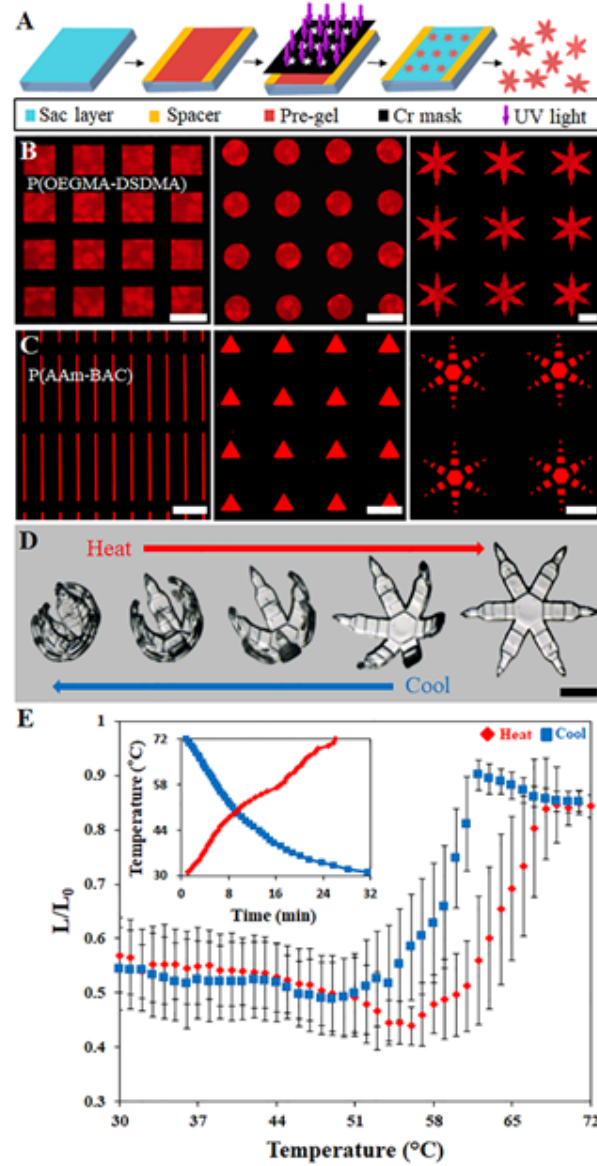 A
Sac layer Spacer Pre-gel Cr mask UV light
B
P(OEGMA-DSDMA)
C
P(AAm-BAC)
D
Heat
Cool
E
Heat Cool
1
0.9
0.8
0.7
0.6
0.5
0.4
0.3
L/L0
72
58
44
30
Temperature (°C)
0 8 16 24 32
Time (min)
30 37 44 51 58 65 72
Temperature (°C)